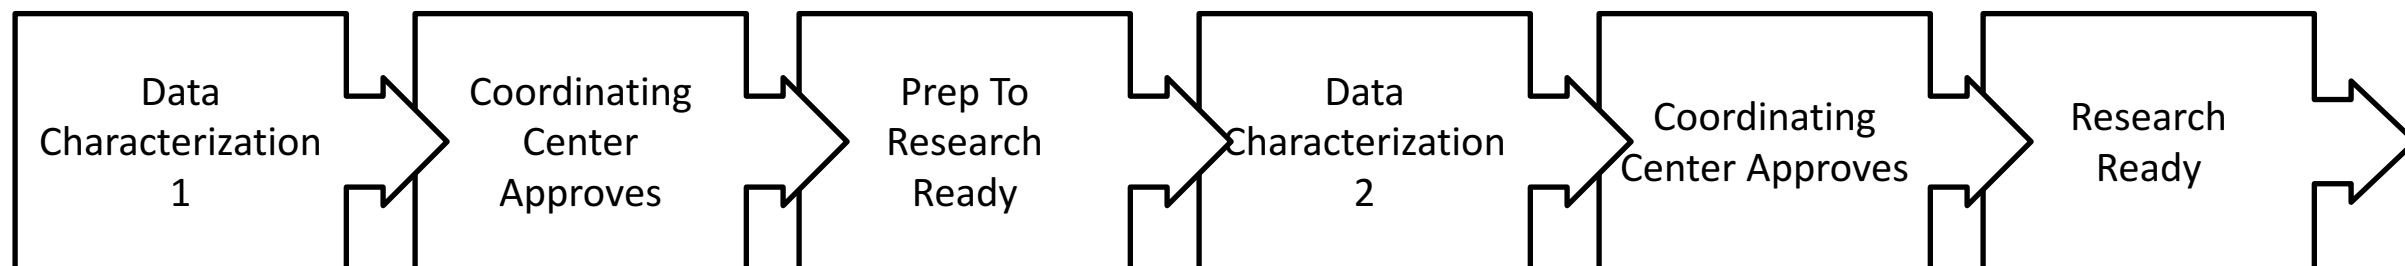 Data
Characterization
1
Coordinating
Center
Approves
Prep To
Research
Ready
Data
Characterization
2
Coordinating
Center Approves
Research
Ready